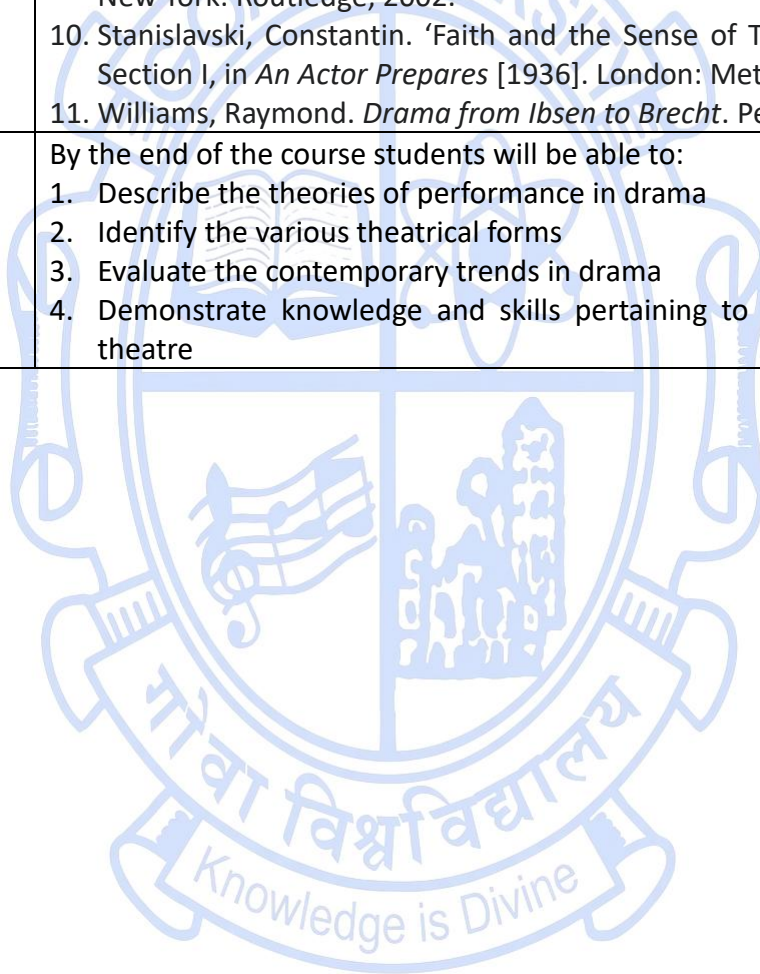 New York: Routledge, 2002.
10. Stanislavski, Constantin. ‘Faith and the Sense of
Section I, in An Actor Prepares [1936]. London:
11. Williams, Raymond. Drama from Ibsen to Brecht.
By the end of the course students will be able to:
1. Describe the theories of performance in drama
2. Identify the various theatrical forms
3. Evaluate the contemporary trends in drama
4. Demonstrate knowledge and skills pertaining to
theatre
गोंवा विश्वविद्यालय
Knowledge is Divine